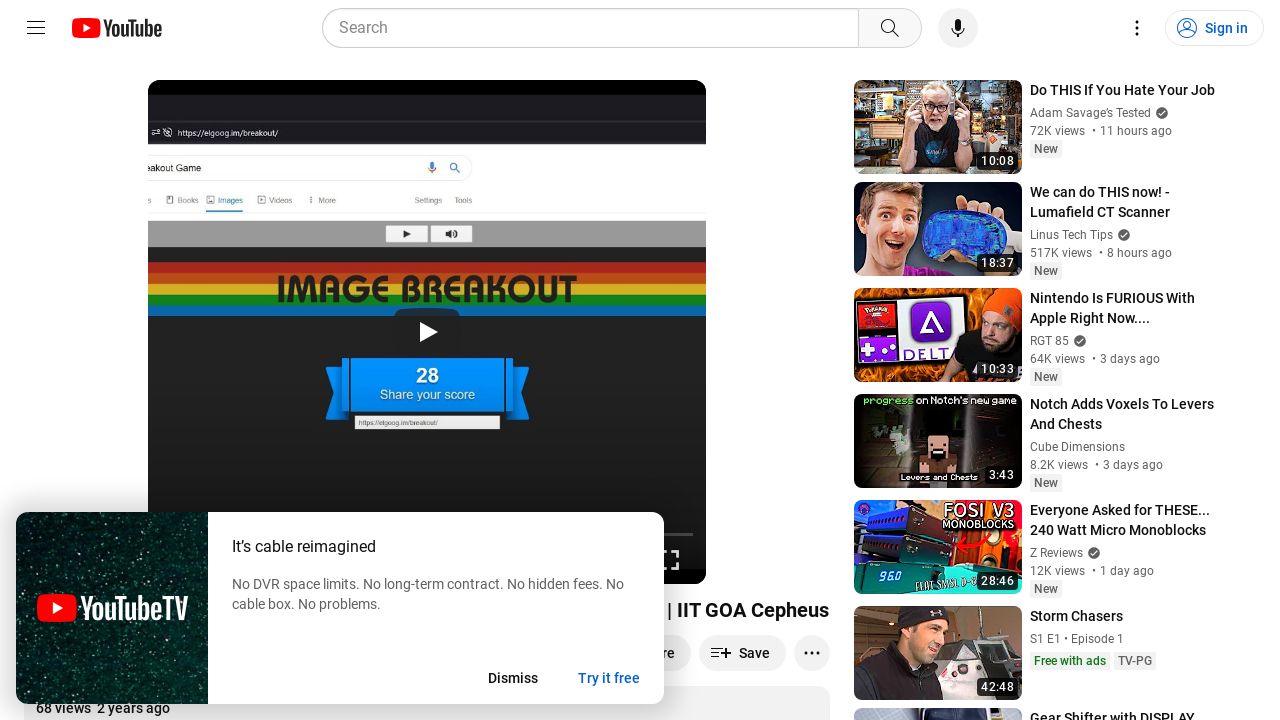 YouTube
Search
Sign in
https://elgoog.im/breakout/
eakout Game
s Books Images Videos More Settings Tools
IMAGE BREAKOUT
28
Share your score
https://elgoog.im/breakout/
| IIT GOA Cepheus
re Save
68 views 2 years ago
YouTubeTV
It's cable reimagined
No DVR space limits. No long-term contract. No hidden fees. No
cable box. No problems.
Dismiss Try it free
10:08
Do THIS If You Hate Your Job
Adam Savage's Tested
72K views • 11 hours ago
New
18:37
We can do THIS now! -
Lumafield CT Scanner
Linus Tech Tips
517K views • 8 hours ago
New
DELT
10:33
Nintendo Is FURIOUS With
Apple Right Now....
RGT 85
64K views • 3 days ago
New
progress on Notch's new game
Levers and Chests
3:43
Notch Adds Voxels To Levers
And Chests
Cube Dimensions
8.2K views • 3 days ago
New
FOSI V3
MONOBLOCKS
96.0
28:46
Everyone Asked for THESE...
240 Watt Micro Monoblocks
Z Reviews
12K views • 1 day ago
New
42:48
Storm Chasers
S1 E1 • Episode 1
Free with ads TV-PG
Gear Shifter with DISPLAY